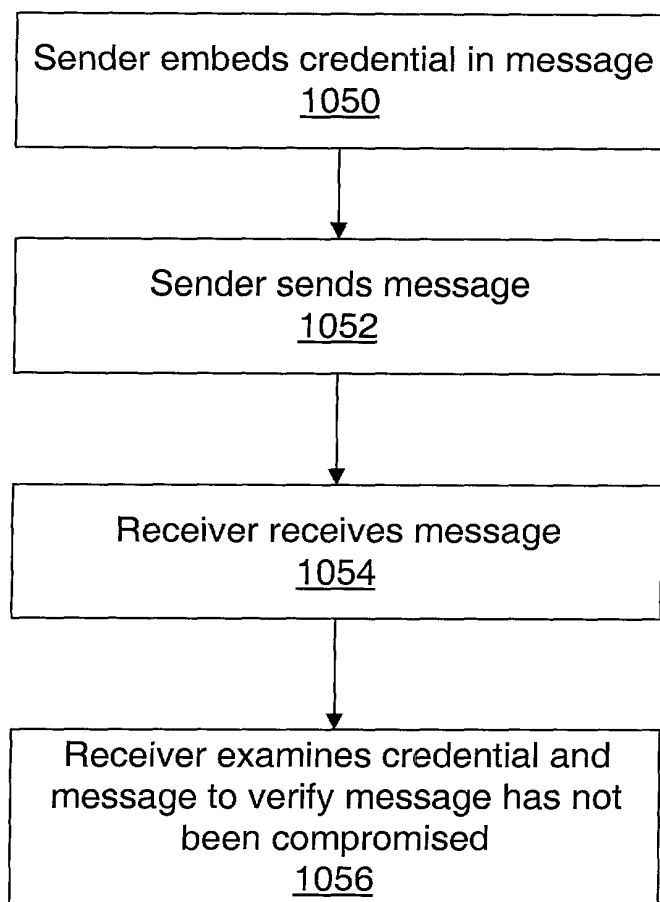 Sender embeds credential in message
1050
Sender sends message
1052
Receiver receives message
1054
Receiver examines credential and
message to verify message has not
been compromised
1056